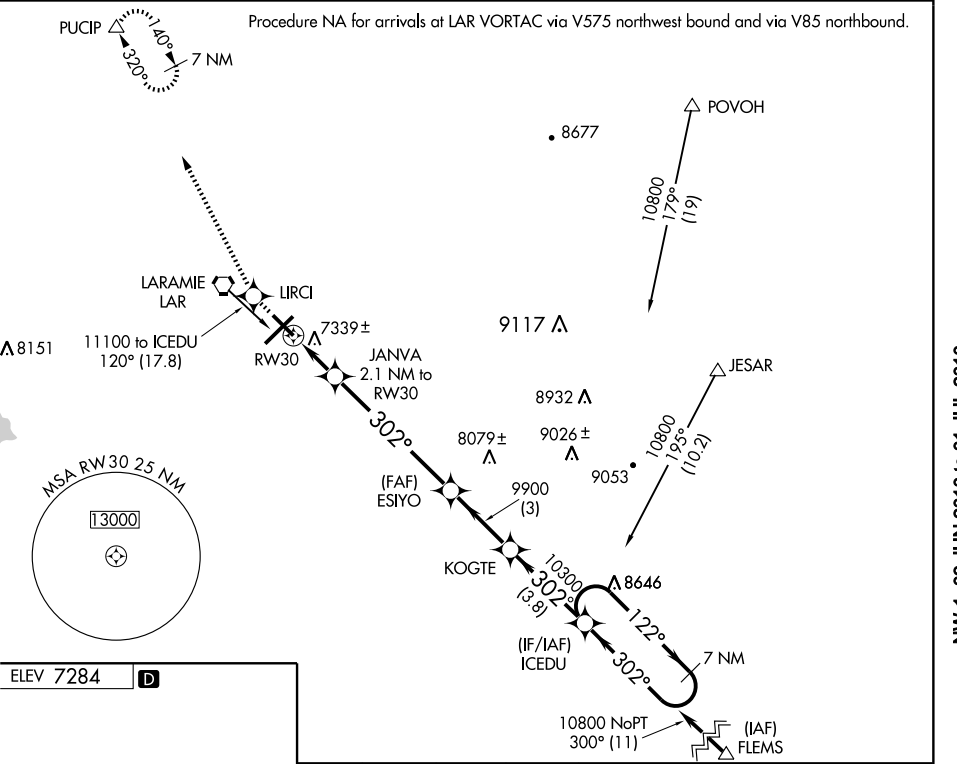 Procedure NA for arrivals at LAR VORTAC via V575 northwest bound and via V85 northbound.
PUCIP
140°
320°
7 NM
POVOH
8677
10800
179°
(19)
LARAMIE
LAR
LIRCI
8151
11100 to ICEDU
120° (17.8)
RW30
7339±
9117
JANVA
2.1 NM to
RW30
JESAR
8932
302°
8079±
9026±
9053
10800
195°
(10.2)
MSA RW30 25 NM
13000
(FAF)
ESIYO
9900
(3)
KOGTE
10300
302°
(3.8)
8646
122°
(IF/IAF)
ICEDU
302°
7 NM
ELEV 7284
D
10800 NoPT
300° (11)
(IAF)
FLEMS